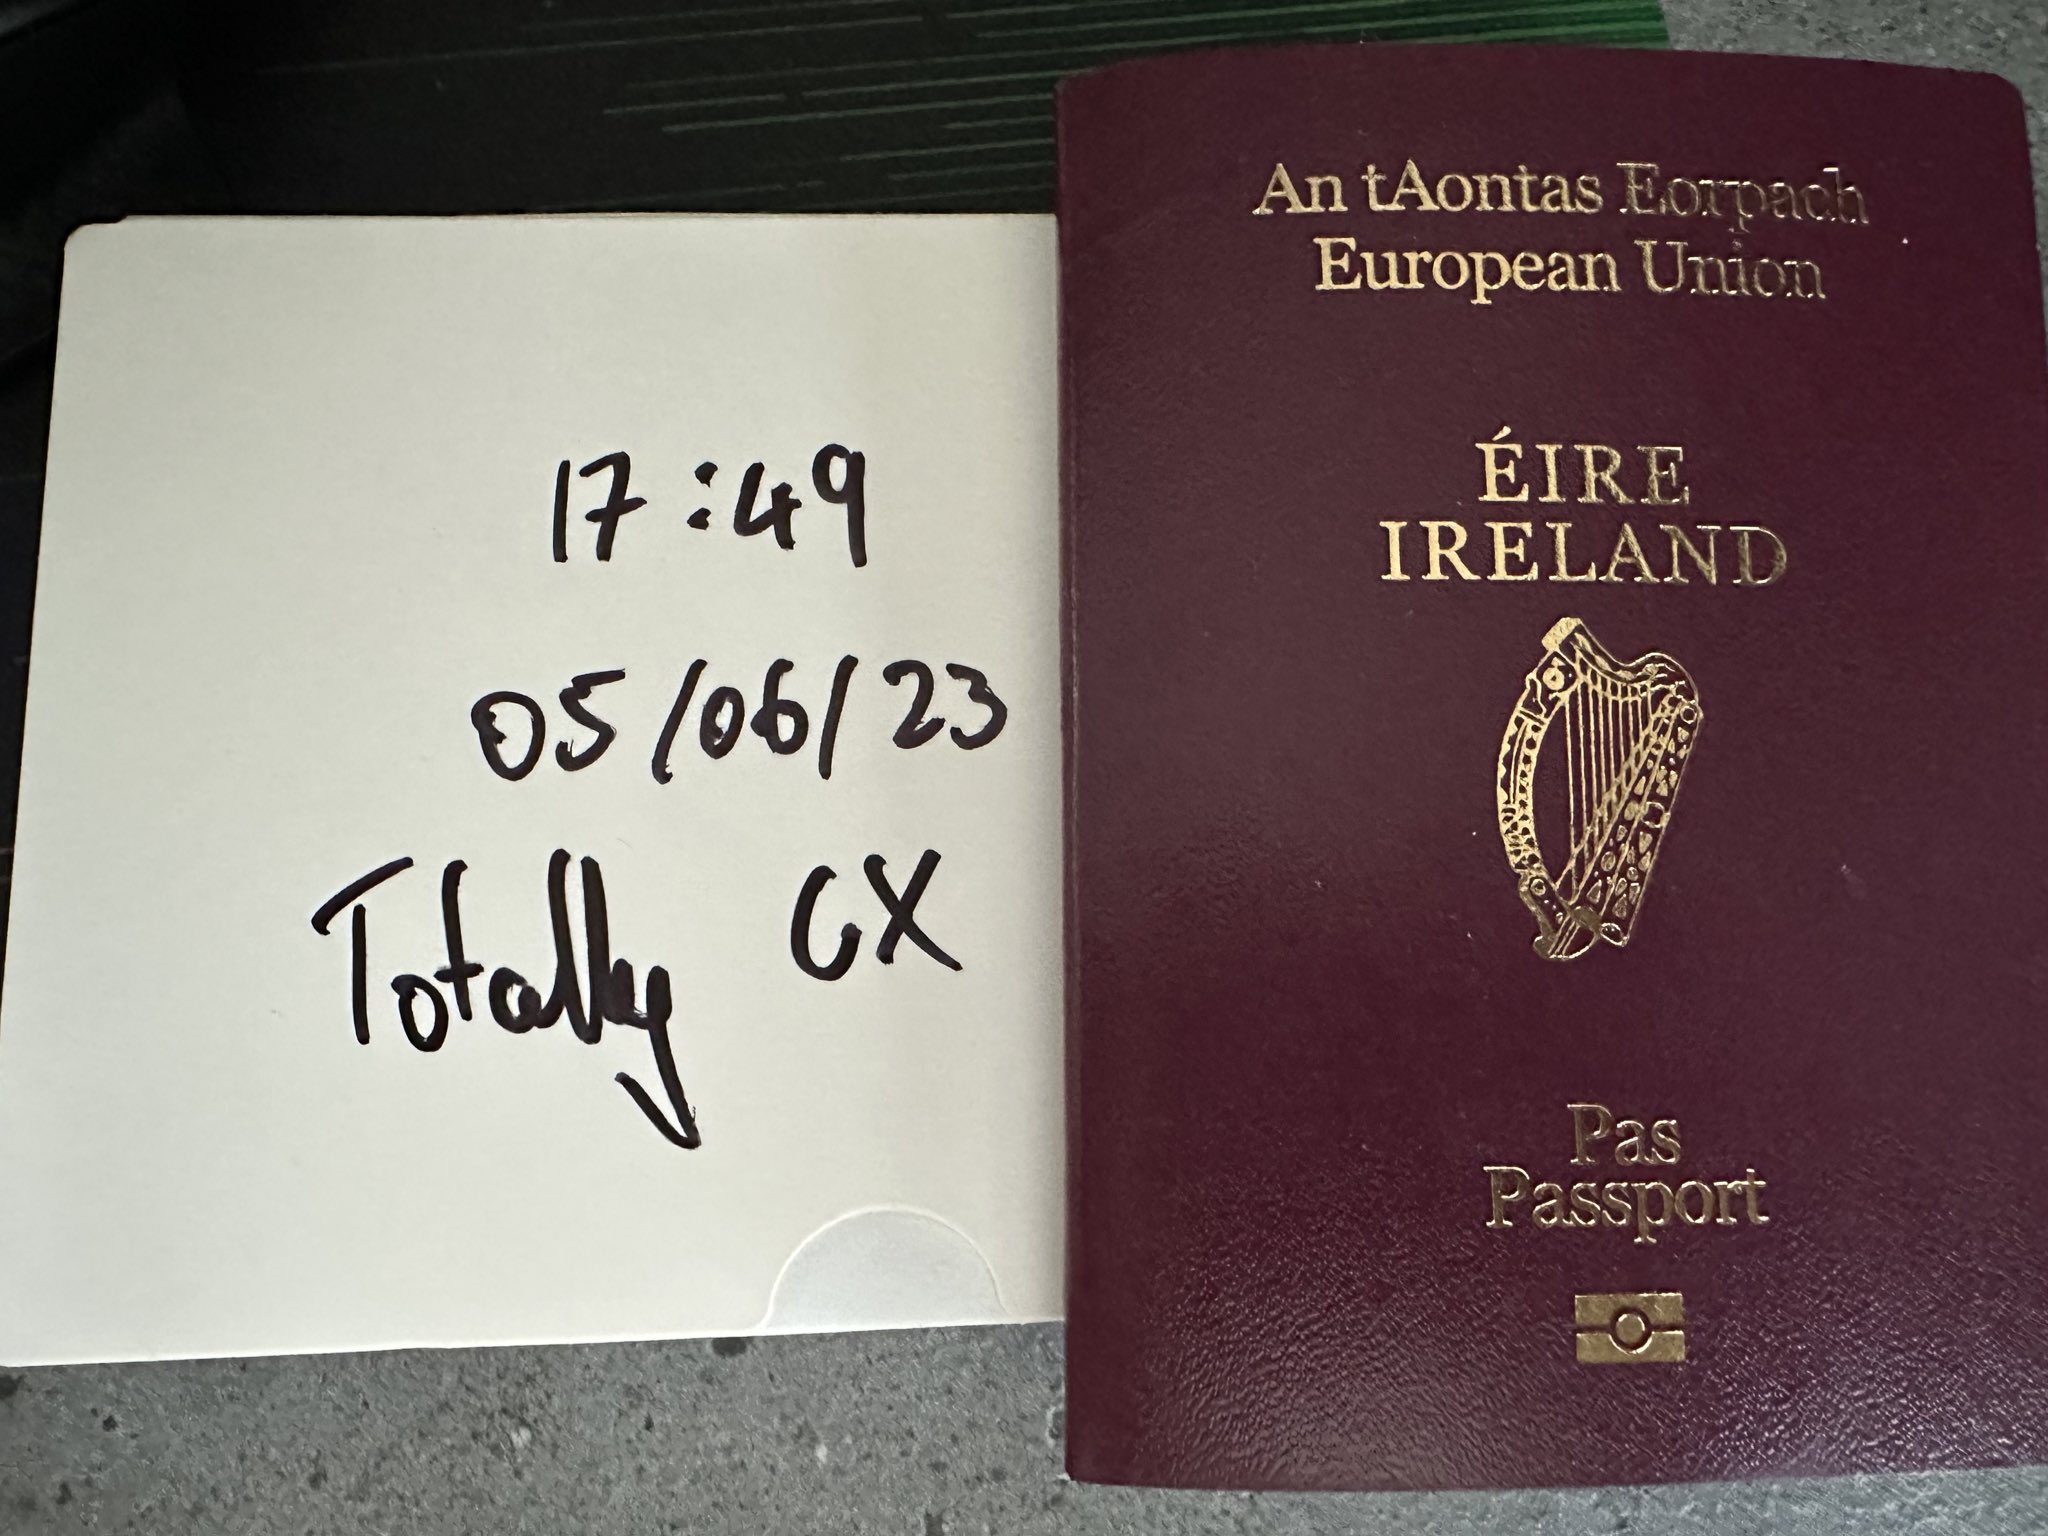 17:49
05/06/23
Totally CX
An tAontas Eorpach
European Union
ÉIRE
IRELAND
Pas
Passport